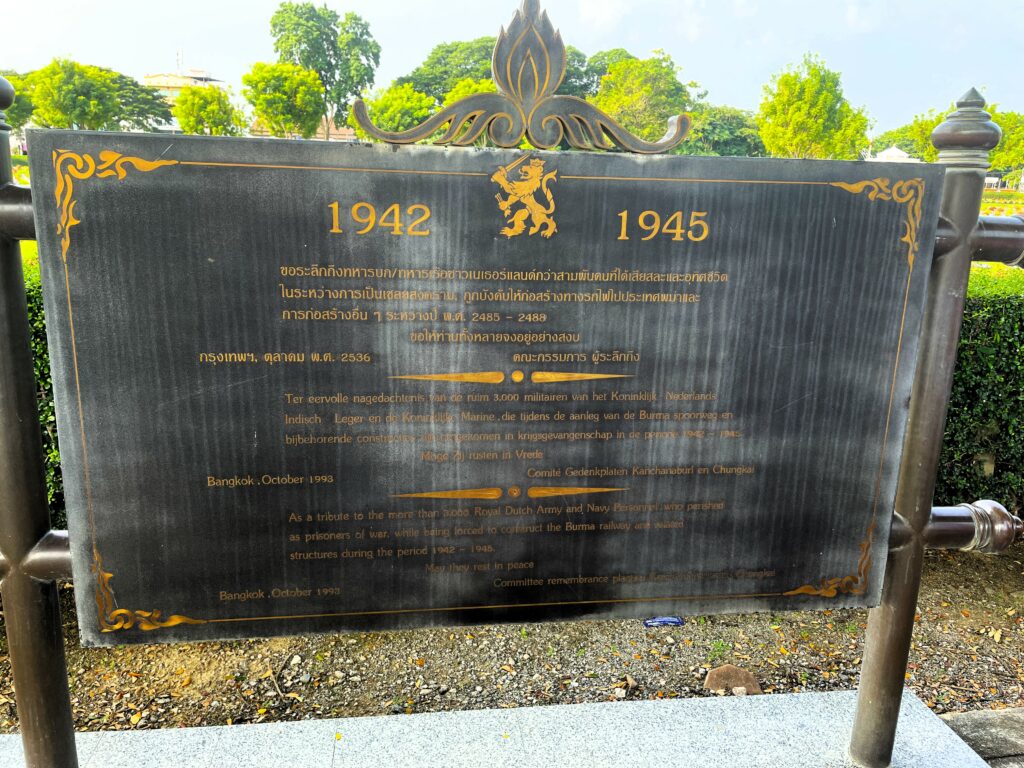 1942 1945
ขอระลึกถึงทหารบก/ทหารเรือชาวเนเธอร์แลนด์กว่าสามพันคนที่ได้เสียสละและอุทิศชีวิต
ในระหว่างการเป็นเชลยสงคราม, ถูกบังคับให้ก่อสร้างทางรถไฟไปประเทศพม่าและ
การก่อสร้างอื่น ๆ ระหว่างปี พ.ศ. 2485 - 2488
ขอให้ท่านทั้งหลายจงอยู่อย่างสงบ
กรุงเทพฯ, ตุลาคม พ.ศ. 2536 คณะกรรมการ ผู้ระลึกถึง
Ter eervolle nagedachtenis van de ruim 3,000 militairen van het Koninklijk Nederlands
Indisch Leger en de Koninklijke Marine, die tijdens de aanleg van de Burma spoorweg en
bijbehorende constructies zijn omgekomen in krijgsgevangenschap in de periode 1942 - 1945.
Moge zij rusten in Vrede
Bangkok, October 1993 Comité Gedenkplaten Kanchanaburi en Chungkai
As a tribute to the more than 3,000 Royal Dutch Army and Navy Personnel who perished
as prisoners of war, while being forced to construct the Burma railway and related
structures during the period 1942 - 1945.
May they rest in peace
Bangkok, October 1993 Committee remembrance Chungkai